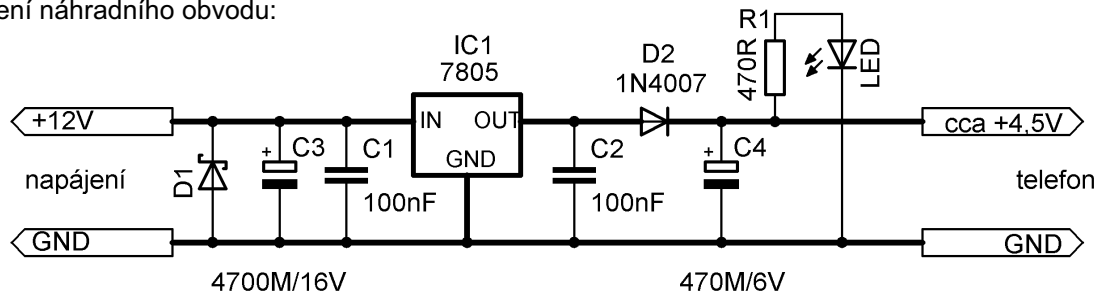 ení náhradního obvodu:
R1
IC1
7805
D2
1N4007
470R
LED
+12V
IN
OUT
GND
cca +4,5V
C3
+
C1
C2
C4
+
napájení
D1
100nF
100nF
telefon
GND
GND
4700M/16V
470M/6V